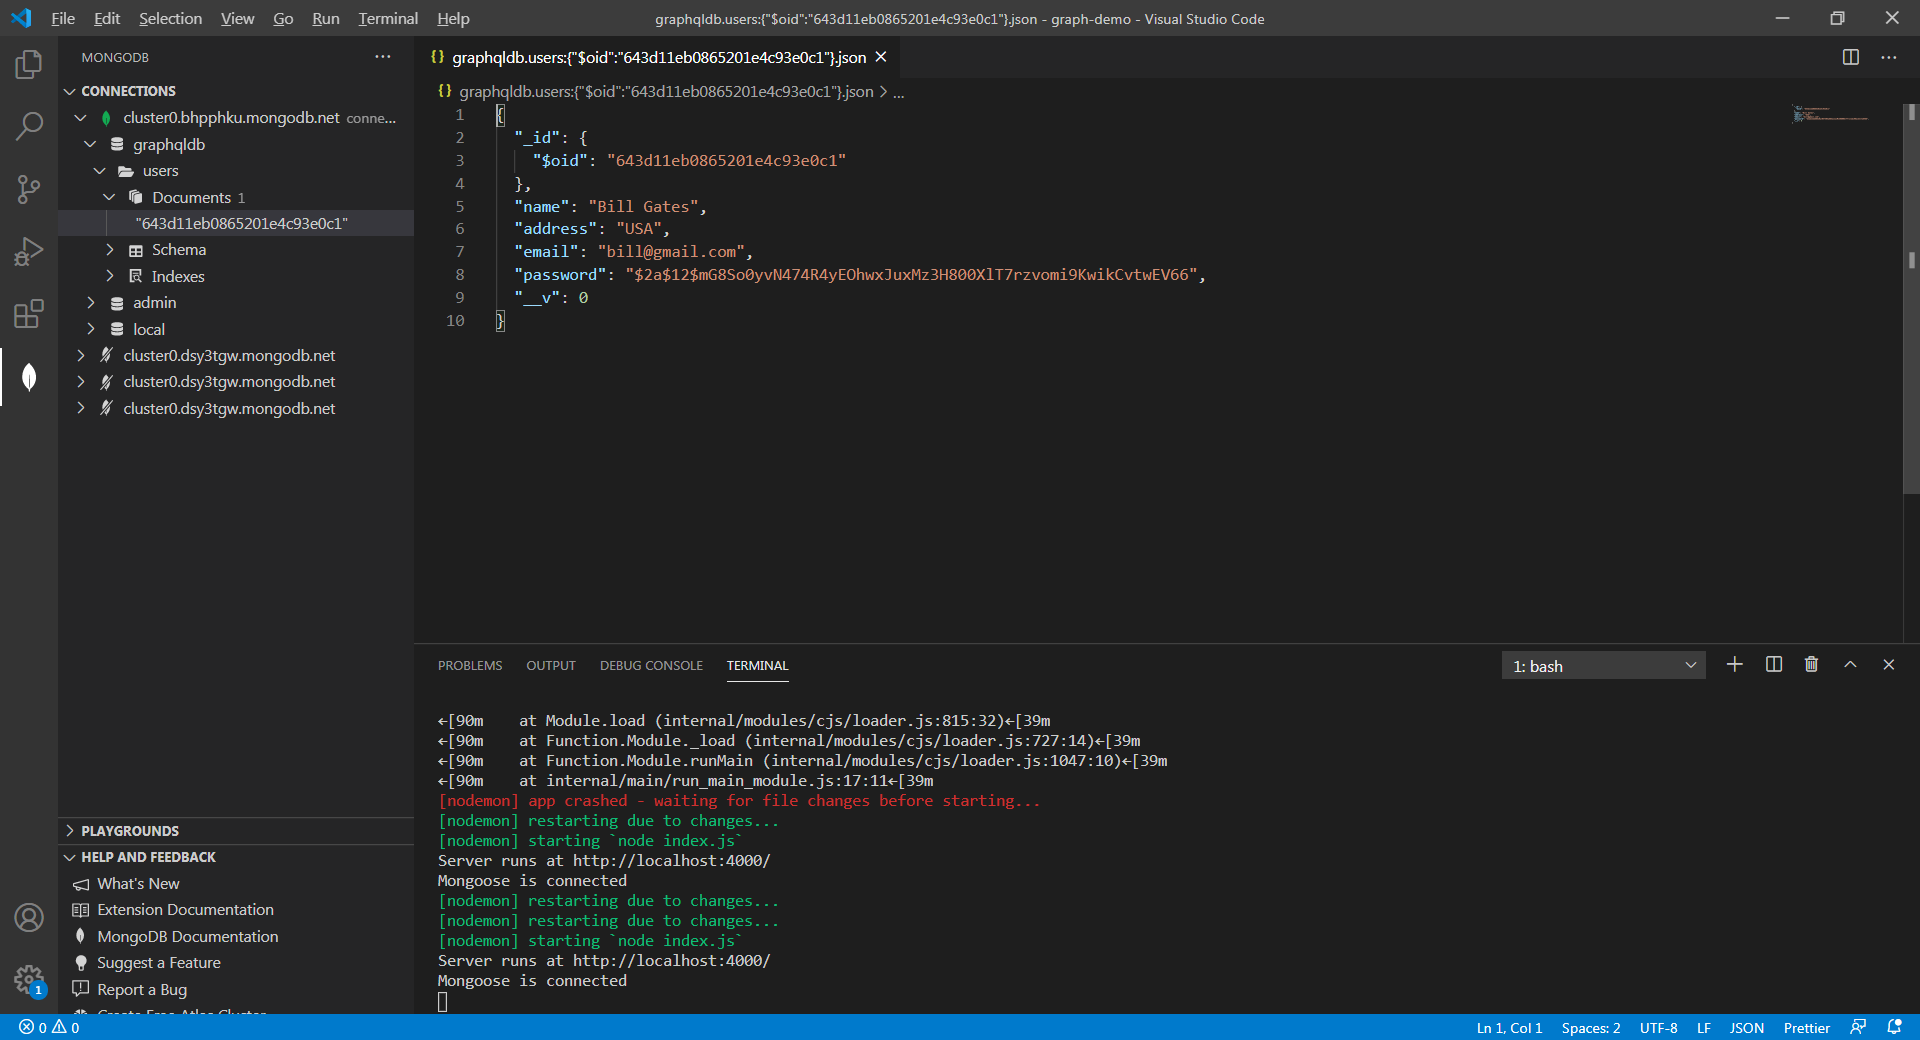 File Edit Selection View Go Run Terminal Help
graphqldb.users:{"$oid":"643d11eb0865201e4c93e0c1"}.json - graph-demo - Visual Studio Code
MONGODB
CONNECTIONS
cluster0.bhpphku.mongodb.net conne...
graphqldb
users
Documents 1
"643d11eb0865201e4c93e0c1"
Schema
Indexes
admin
local
cluster0.dsy3tgw.mongodb.net
cluster0.dsy3tgw.mongodb.net
cluster0.dsy3tgw.mongodb.net
PLAYGROUNDS
HELP AND FEEDBACK
What's New
Extension Documentation
MongoDB Documentation
Suggest a Feature
Report a Bug
Create Free Atlas Cluster
1
{} graphqldb.users:{"$oid":"643d11eb0865201e4c93e0c1"}.json
{} graphqldb.users:{"$oid":"643d11eb0865201e4c93e0c1"}.json > ...
1 {
2 "_id": {
3 "$oid": "643d11eb0865201e4c93e0c1"
4 },
5 "name": "Bill Gates",
6 "address": "USA",
7 "email": "bill@gmail.com",
8 "password": "$2a$12$mG8So0yvN474R4yEOhwxJuxMz3H800XlT7rzvomi9KwikCvtwEV66",
9 "__v": 0
10 }
PROBLEMS OUTPUT DEBUG CONSOLE TERMINAL
1: bash
←[90m    at Module.load (internal/modules/cjs/loader.js:815:32)←[39m
←[90m    at Function.Module._load (internal/modules/cjs/loader.js:727:14)←[39m
←[90m    at Function.Module.runMain (internal/modules/cjs/loader.js:1047:10)←[39m
←[90m    at internal/main/run_main_module.js:17:11←[39m
[nodemon] app crashed - waiting for file changes before starting...
[nodemon] restarting due to changes...
[nodemon] starting `node index.js`
Server runs at http://localhost:4000/
Mongoose is connected
[nodemon] restarting due to changes...
[nodemon] restarting due to changes...
[nodemon] starting `node index.js`
Server runs at http://localhost:4000/
Mongoose is connected
0 0
Ln 1, Col 1 Spaces: 2 UTF-8 LF JSON Prettier